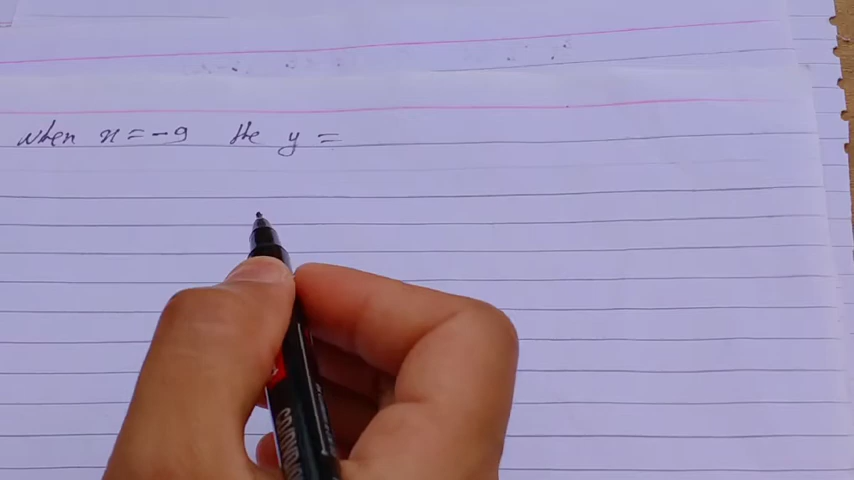 when x = -9 the y =